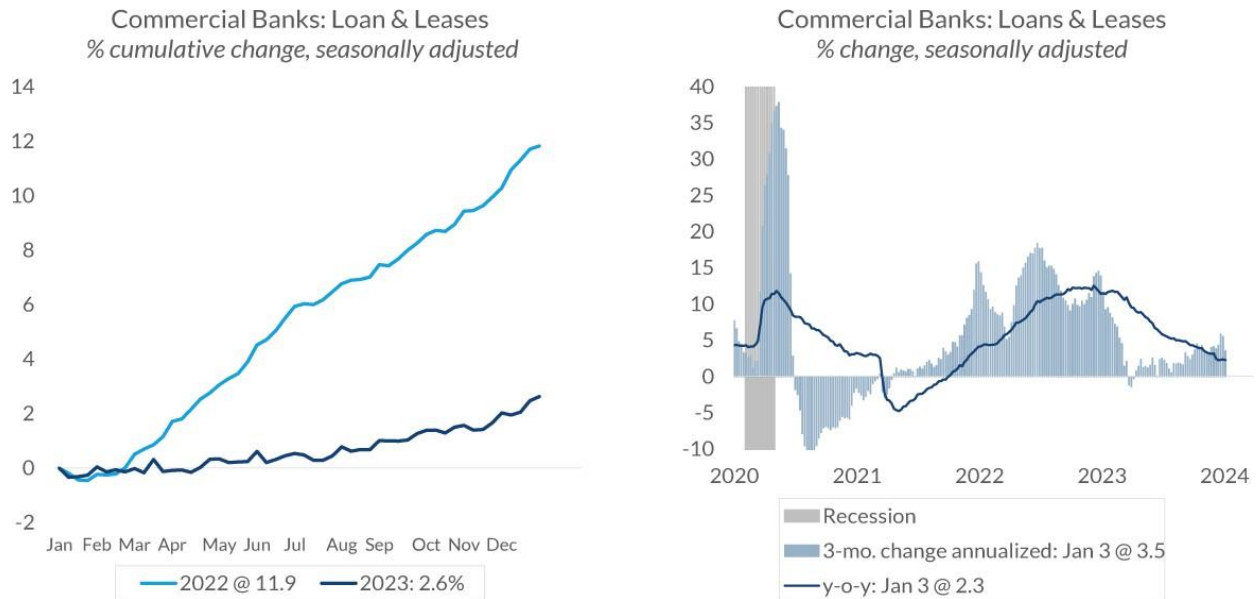 Commercial Banks: Loan & Leases
% cumulative change, seasonally adjusted
14
12
10
8
6
4
2
0
-2
Jan Feb Mar Apr May Jun Jul Aug Sep Oct Nov Dec
2022 @ 11.9 2023: 2.6%
Commercial Banks: Loans & Leases
% change, seasonally adjusted
40
35
30
25
20
15
10
5
0
-5
-10
2020 2021 2022 2023 2024
Recession
3-mo. change annualized: Jan 3 @ 3.5
y-o-y: Jan 3 @ 2.3